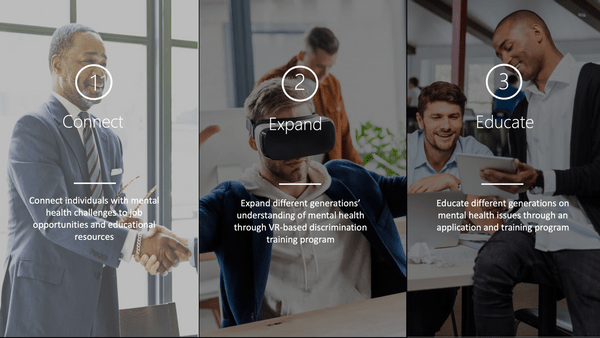 1
Connect
Connect individuals with mental
health challenges to job
opportunities and educational
resources
2
Expand
Expand different generations'
understanding of mental health
through VR-based discrimination
training program
3
Educate
Educate different generations on
mental health issues through an
application and training program